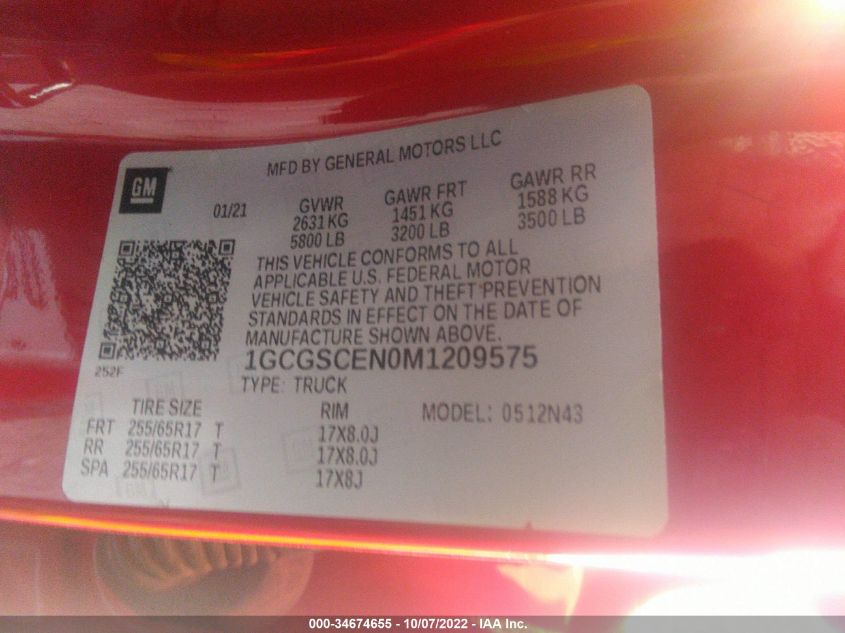 MFD BY GENERAL MOTORS LLC
GM
01/21
GVWR GAWR FRT GAWR RR
2631 KG 1451 KG 1588 KG
5800 LB 3200 LB 3500 LB
THIS VEHICLE CONFORMS TO ALL
APPLICABLE U.S. FEDERAL MOTOR
VEHICLE SAFETY AND THEFT PREVENTION
STANDARDS IN EFFECT ON THE DATE OF
MANUFACTURE SHOWN ABOVE.
1GCGSCEN0M1209575
252F
TYPE: TRUCK
TIRE SIZE RIM MODEL: 0512N43
FRT 255/65R17 T 17X8.0J
RR 255/65R17 T 17X8.0J
SPA 255/65R17 T 17X8J
000-34674655 - 10/07/2022 - IAA Inc.